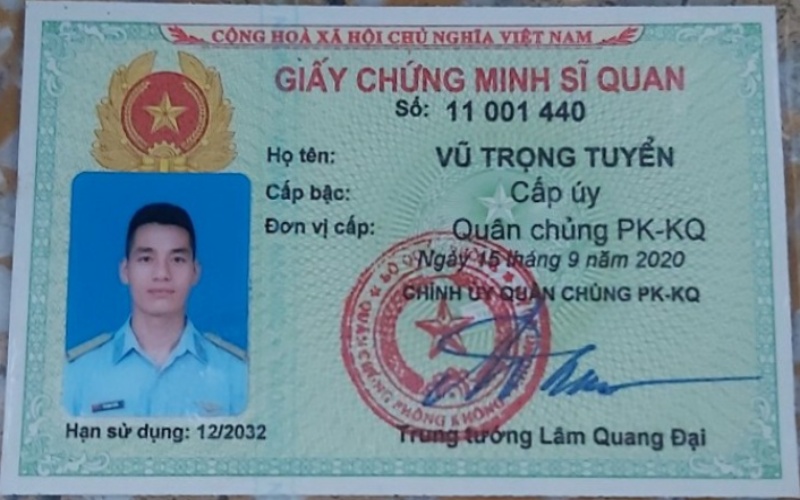 CỘNG HOÀ XÃ HỘI CHỦ NGHĨA VIỆT NAM
GIẤY CHỨNG MINH SĨ QUAN
Số: 11 001 440
Họ tên: VŨ TRỌNG TUYỂN
Cấp bậc: Cấp úy
Đơn vị cấp: Quân chủng PK-KQ
Ngày 15 tháng 9 năm 2020
CHÍNH ỦY QUÂN CHỦNG PK-KQ
Hạn sử dụng: 12/2032
Trung tướng Lâm Quang Đại